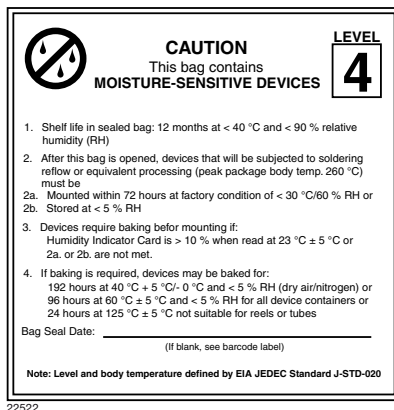 LEVEL
4
CAUTION
This bag contains
MOISTURE-SENSITIVE DEVICES
1. Shelf life in sealed bag: 12 months at < 40 °C and < 90 % relative
humidity (RH)
2. After this bag is opened, devices that will be subjected to soldering
reflow or equivalent processing (peak package body temp. 260 °C)
must be
2a. Mounted within 72 hours at factory condition of < 30 °C/60 % RH or
2b. Stored at < 5 % RH
3. Devices require baking befor mounting if:
Humidity Indicator Card is > 10 % when read at 23 °C ± 5 °C or
2a. or 2b. are not met.
4. If baking is required, devices may be baked for:
192 hours at 40 °C + 5 °C/- 0 °C and < 5 % RH (dry air/nitrogen) or
96 hours at 60 °C ± 5 °C and < 5 % RH for all device containers or
24 hours at 125 °C ± 5 °C not suitable for reels or tubes
Bag Seal Date:
(If blank, see barcode label)
Note: Level and body temperature defined by EIA JEDEC Standard J-STD-020
22522